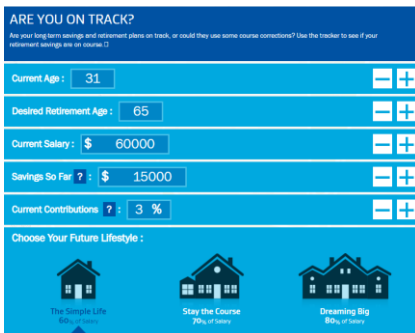 ARE YOU ON TRACK?
Are your long-term savings and retirement plans on track, or could they use some course corrections? Use the tracker to see if your
retirement savings are on course.
Current Age : 31
Desired Retirement Age : 65
Current Salary : $ 60000
Savings So Far ? : $ 15000
Current Contributions ? : 3 %
Choose Your Future Lifestyle :
The Simple Life Stay the Course Dreaming Big
60% of Salary 70% of Salary 80% of Salary